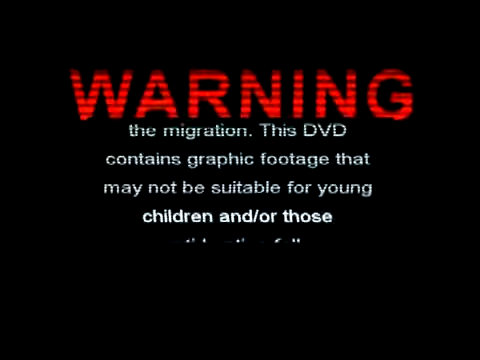 WARNING
the migration. This DVD
contains graphic footage that
may not be suitable for young
children and/or those